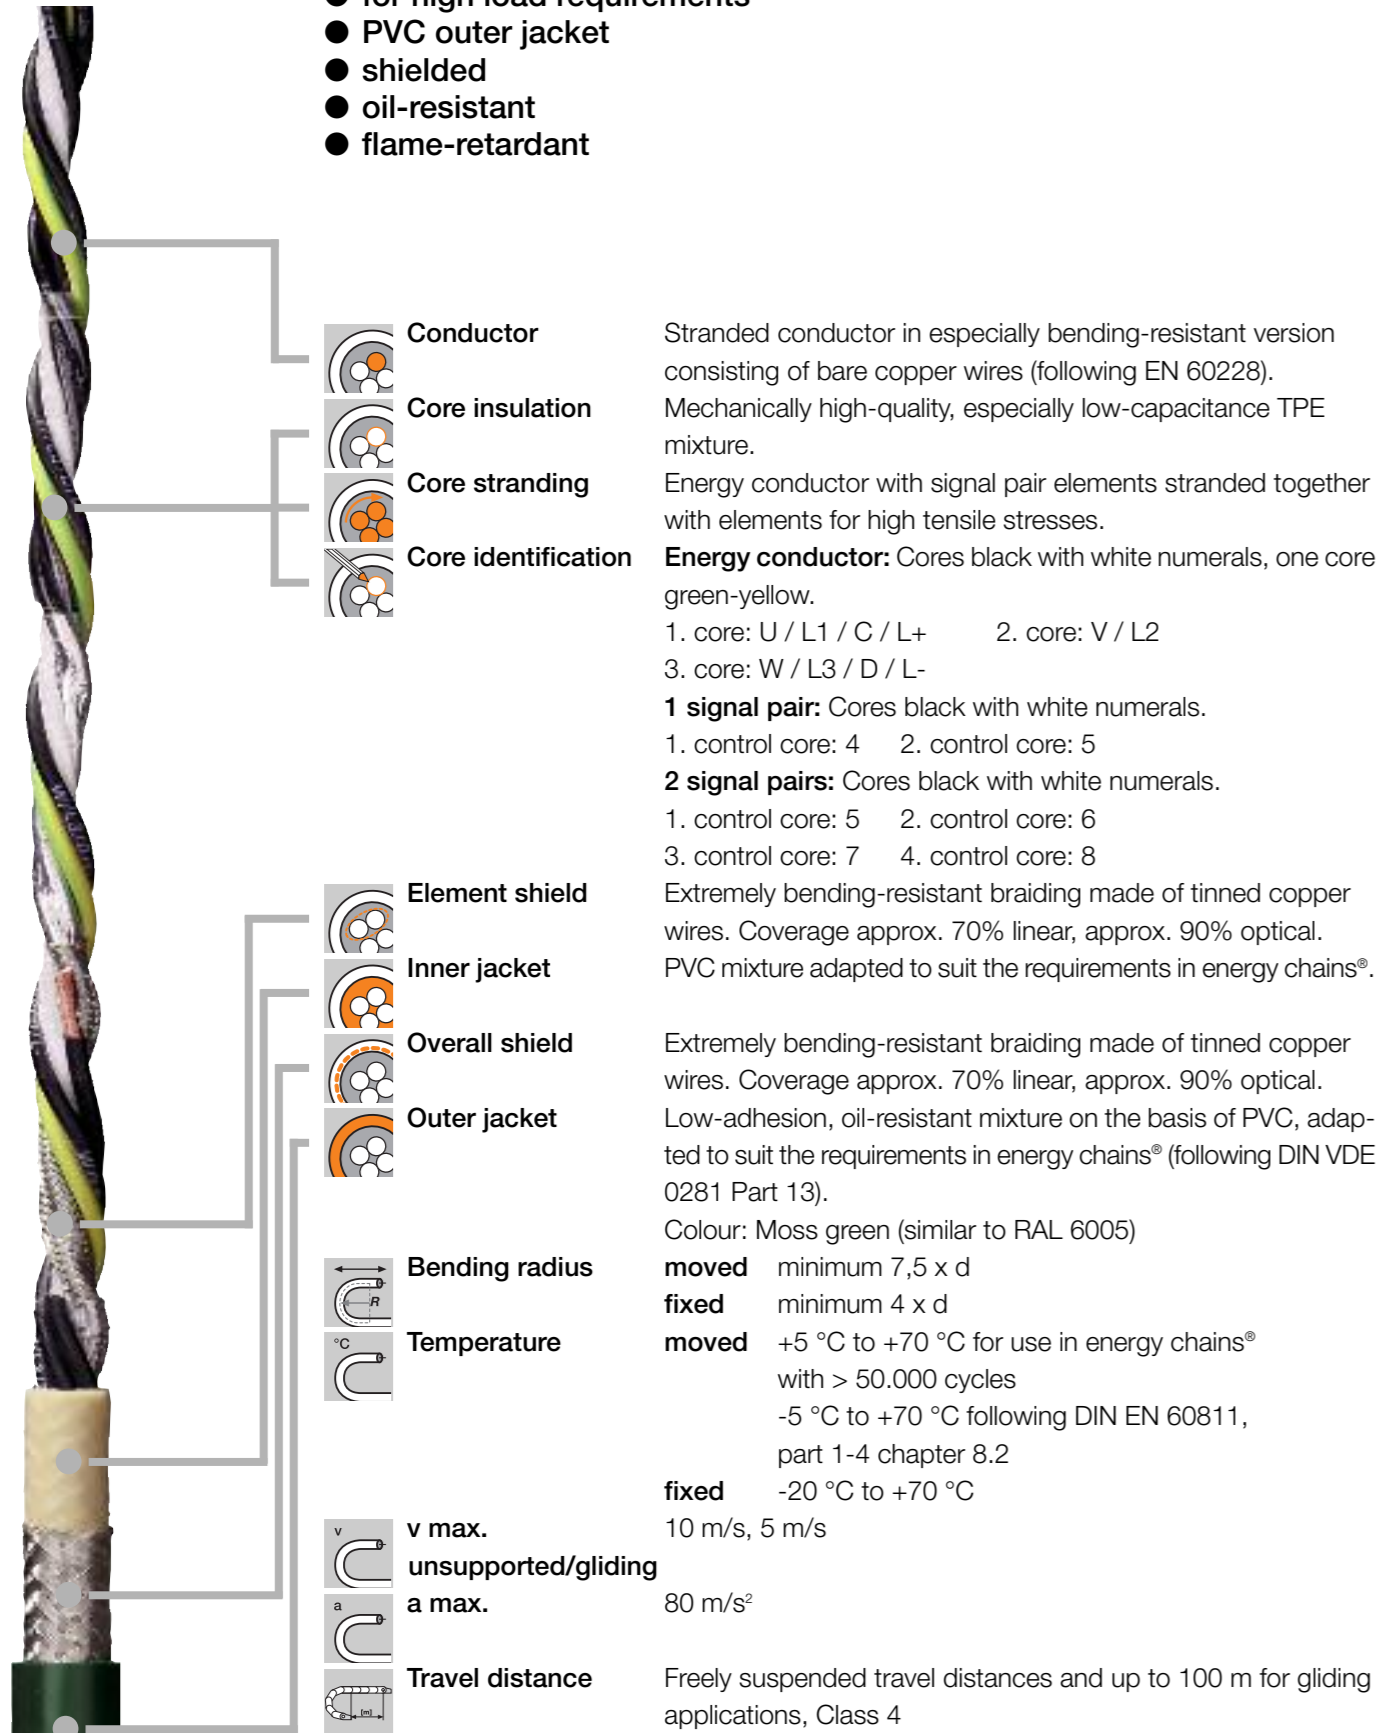 ● for high load requirements
● PVC outer jacket
● shielded
● oil-resistant
● flame-retardant
Conductor Stranded conductor in especially bending-resistant version
consisting of bare copper wires (following EN 60228).
Core insulation Mechanically high-quality, especially low-capacitance TPE
mixture.
Core stranding Energy conductor with signal pair elements stranded together
with elements for high tensile stresses.
Core identification Energy conductor: Cores black with white numerals, one core
green-yellow.
1. core: U / L1 / C / L+ 2. core: V / L2
3. core: W / L3 / D / L-
1 signal pair: Cores black with white numerals.
1. control core: 4 2. control core: 5
2 signal pairs: Cores black with white numerals.
1. control core: 5 2. control core: 6
3. control core: 7 4. control core: 8
Element shield Extremely bending-resistant braiding made of tinned copper
wires. Coverage approx. 70% linear, approx. 90% optical.
Inner jacket PVC mixture adapted to suit the requirements in energy chains®.
Overall shield Extremely bending-resistant braiding made of tinned copper
wires. Coverage approx. 70% linear, approx. 90% optical.
Outer jacket Low-adhesion, oil-resistant mixture on the basis of PVC, adap-
ted to suit the requirements in energy chains® (following DIN VDE
0281 Part 13).
Colour: Moss green (similar to RAL 6005)
R
Bending radius moved minimum 7,5 x d
fixed minimum 4 x d
°C
Temperature moved +5 °C to +70 °C for use in energy chains®
with > 50.000 cycles
-5 °C to +70 °C following DIN EN 60811,
part 1-4 chapter 8.2
fixed -20 °C to +70 °C
v
v max. 10 m/s, 5 m/s
unsupported/gliding
a
a max. 80 m/s²
[m]
Travel distance Freely suspended travel distances and up to 100 m for gliding
applications, Class 4